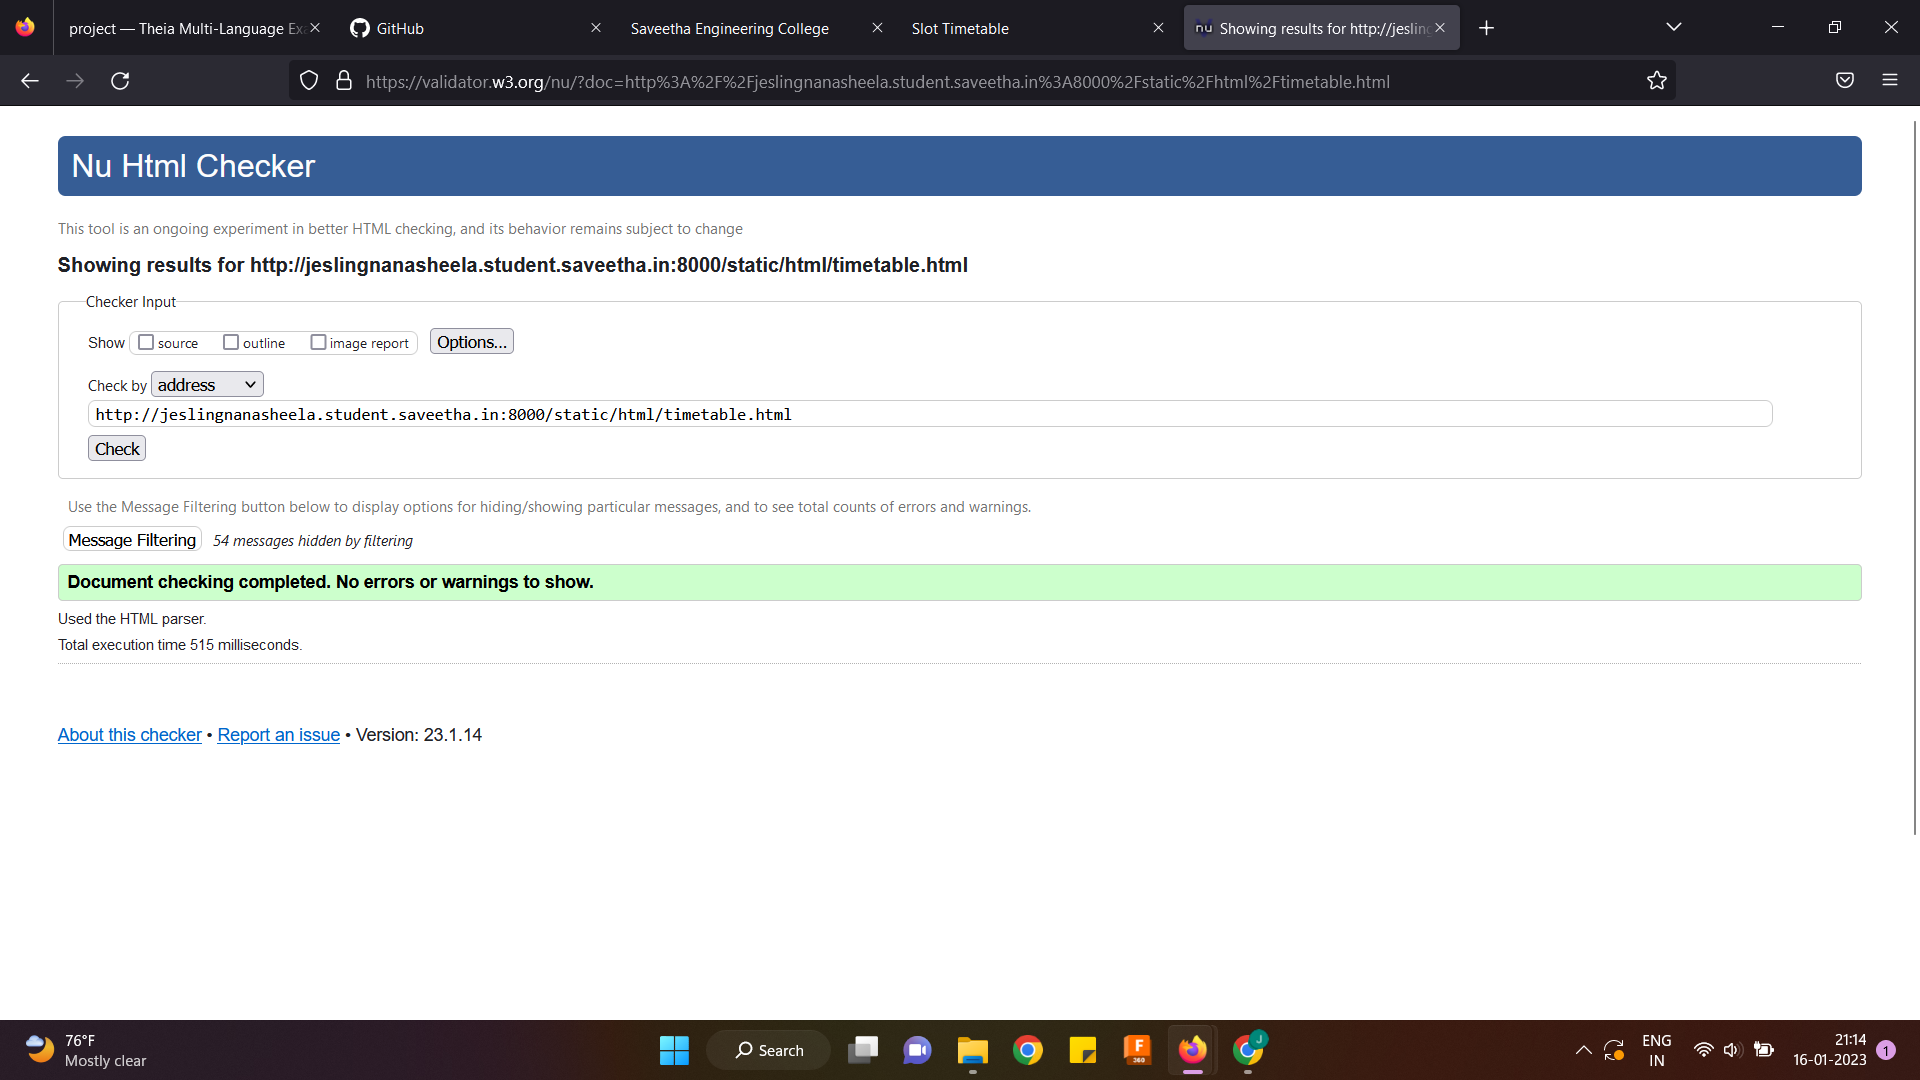 project — Theia Multi-Language Ex
GitHub
Saveetha Engineering College
Slot Timetable
nu Showing results for http://jesling
https://validator.w3.org/nu/?doc=http%3A%2F%2Fjeslingnanasheela.student.saveetha.in%3A8000%2Fstatic%2Fhtml%2Ftimetable.html
Nu Html Checker
This tool is an ongoing experiment in better HTML checking, and its behavior remains subject to change
Showing results for http://jeslingnanasheela.student.saveetha.in:8000/static/html/timetable.html
Checker Input
Show source outline image report Options...
Check by address
http://jeslingnanasheela.student.saveetha.in:8000/static/html/timetable.html
Check
Use the Message Filtering button below to display options for hiding/showing particular messages, and to see total counts of errors and warnings.
Message Filtering 54 messages hidden by filtering
Document checking completed. No errors or warnings to show.
Used the HTML parser.
Total execution time 515 milliseconds.
About this checker • Report an issue • Version: 23.1.14
76°F
Mostly clear
Search
F
360
J
ENG
IN
21:14
16-01-2023
1